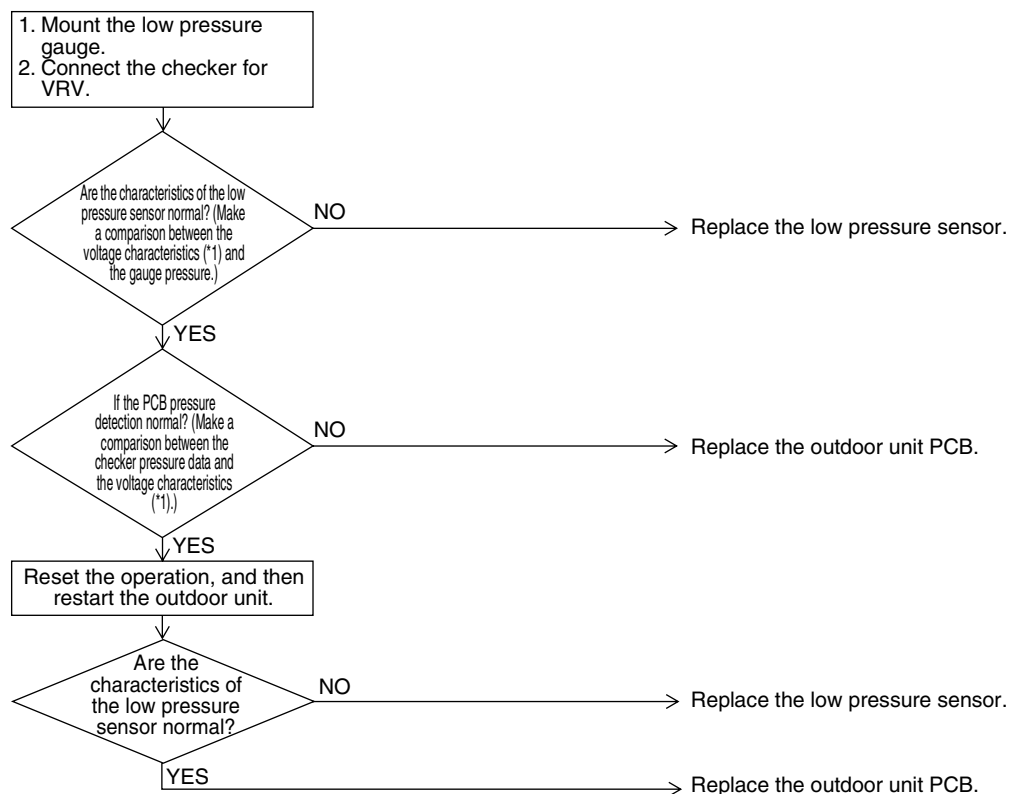 1. Mount the low pressure
gauge.
2. Connect the checker for
VRV.
Are the characteristics of the low
pressure sensor normal? (Make
a comparison between the
voltage characteristics (*1) and
the gauge pressure.)
NO
Replace the low pressure sensor.
YES
If the PCB pressure
detection normal? (Make a
comparison between the
checker pressure data and
the voltage characteristics
(*1).)
NO
Replace the outdoor unit PCB.
YES
Reset the operation, and then
restart the outdoor unit.
Are the
characteristics of
the low pressure
sensor normal?
NO
Replace the low pressure sensor.
YES
Replace the outdoor unit PCB.